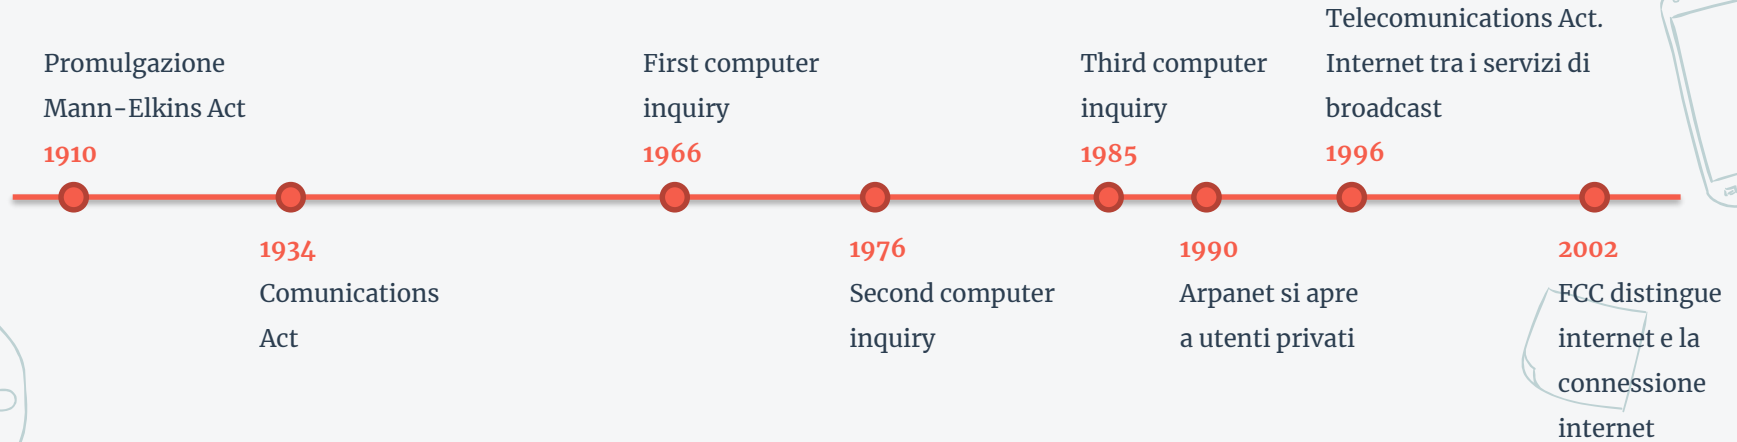 Promulgazione
Mann-Elkins Act
1910
1934
Comunications
Act
First computer
inquiry
1966
1976
Second computer
inquiry
Third computer
inquiry
1985
1990
Arpanet si apre
a utenti privati
Telecomunications Act.
Internet tra i servizi di
broadcast
1996
2002
FCC distingue
internet e la
connessione
internet